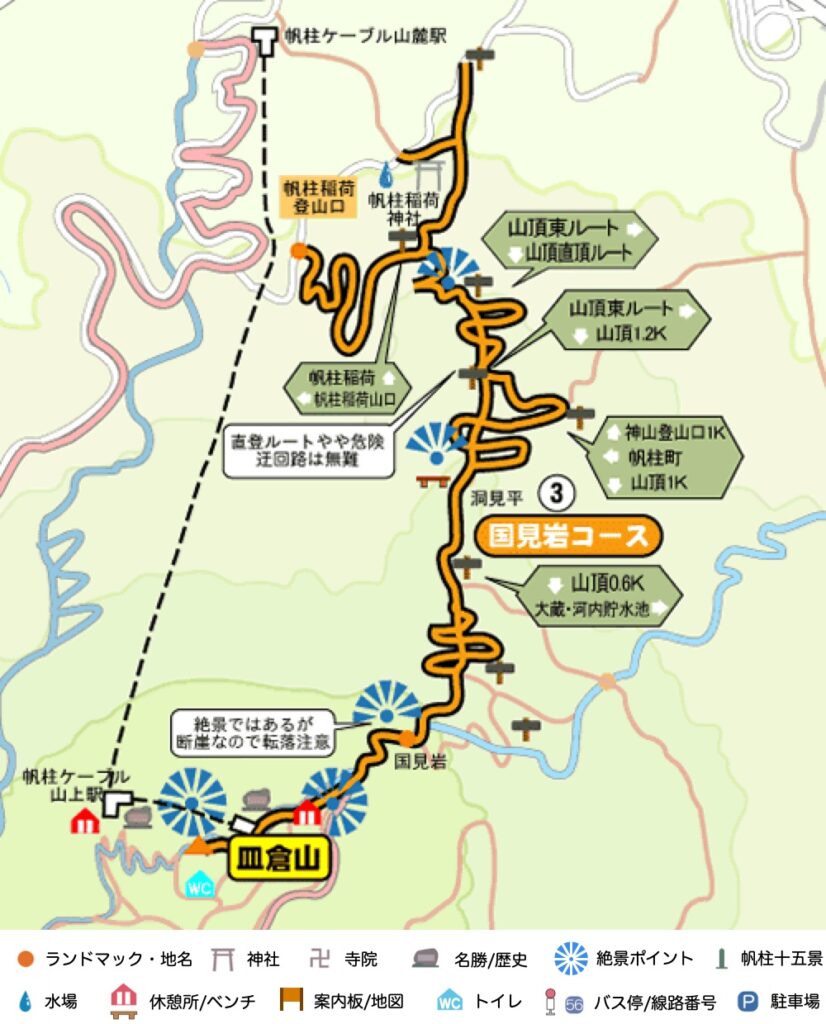 帆柱ケーブル山麓駅
帆柱稲荷
登山口
帆柱稲荷
神社
山頂東ルート
山頂直頂ルート
山頂東ルート
山頂1.2K
帆柱稲荷
帆柱稲荷山口
直登ルートやや危険
迂回路は無難
神山登山口1K
帆柱町
山頂1K
洞見平
3
国見岩コース
山頂0.6K
大蔵・河内貯水池
絶景ではあるが
断崖なので転落注意
国見岩
帆柱ケーブル
山上駅
皿倉山
WC
ランドマック・地名
神社
寺院
名勝/歴史
絶景ポイント
帆柱十五景
水場
休憩所/ベンチ
案内板/地図
WC
トイレ
56
バス停/線路番号
P
駐車場